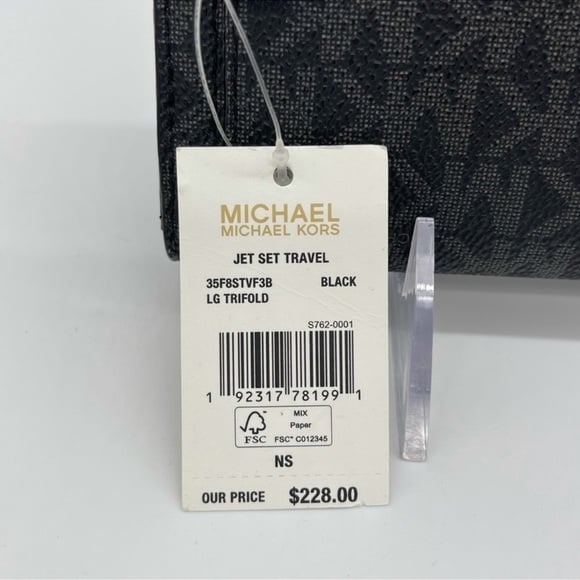 MICHAEL
MICHAEL KORS
JET SET TRAVEL
35F8STVF3B BLACK
LG TRIFOLD
S762-0001
1 92317 78199 1
FSC
MIX
Paper
FSC™ C012345
NS
OUR PRICE $228.00